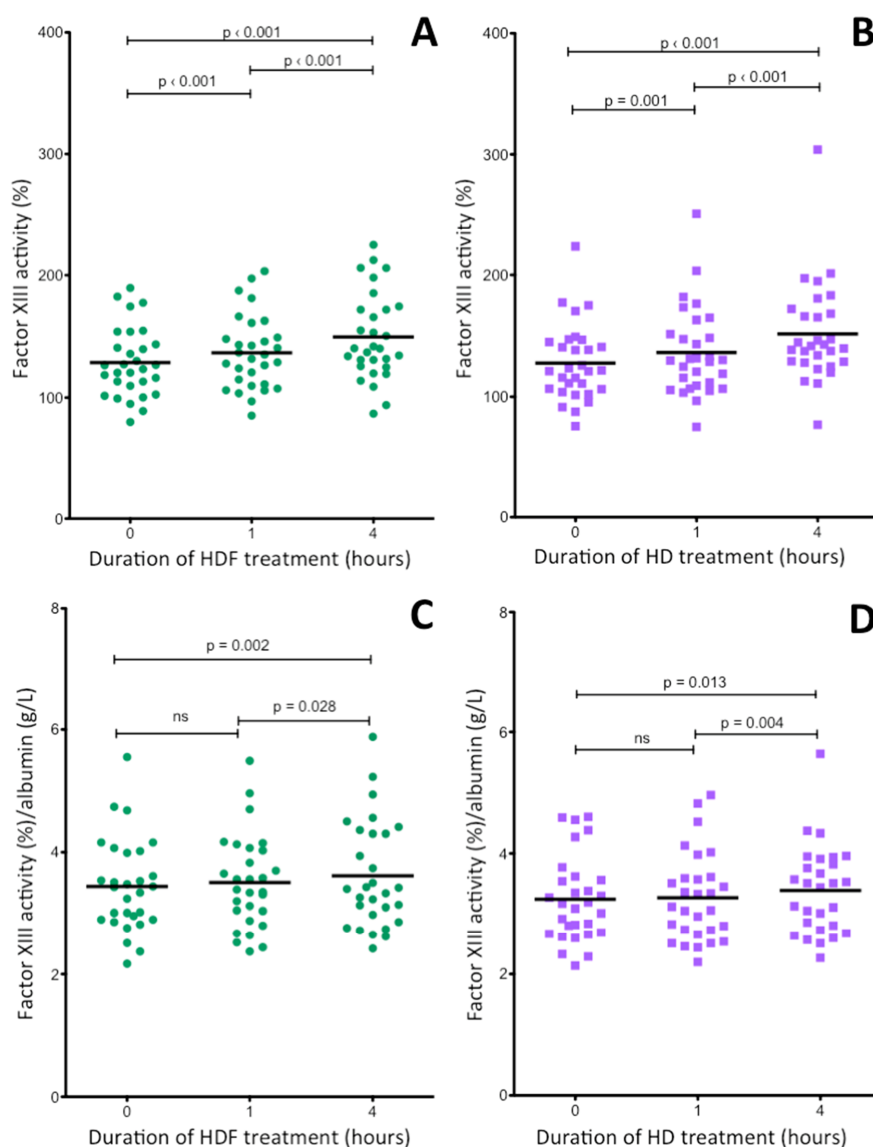 A
Factor XIII activity (%)
400
300
200
100
0
p ‹ 0.001
p ‹ 0.001
p ‹ 0.001
0 1 4
Duration of HDF treatment (hours)
B
Factor XIII activity (%)
400
300
200
100
0
p ‹ 0.001
p ‹ 0.001
p = 0.001
0 1 4
Duration of HD treatment (hours)
C
Factor XIII activity (%)/albumin (g/L)
8
6
4
2
0
p = 0.002
ns
p = 0.028
0 1 4
Duration of HDF treatment (hours)
D
Factor XIII activity (%)/albumin (g/L)
8
6
4
2
0
p = 0.013
p = 0.004
ns
0 1 4
Duration of HD treatment (hours)